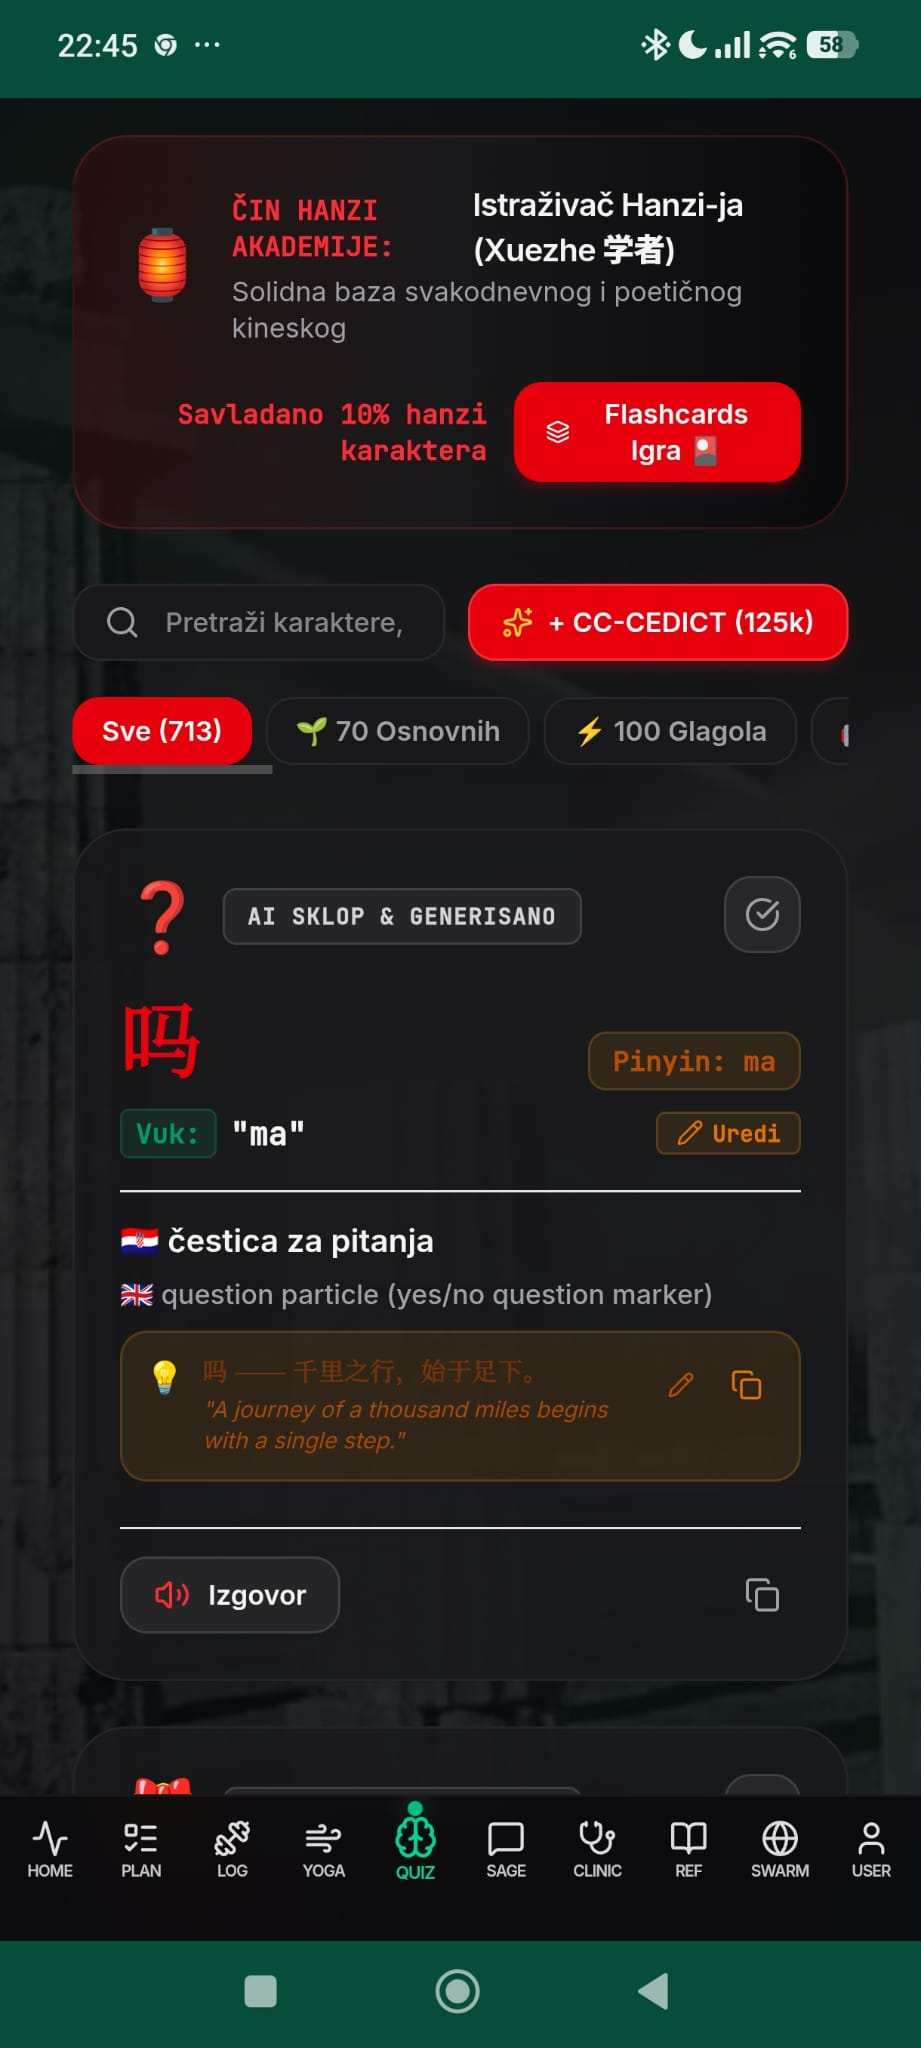 22:45
58
6
ČIN HANZI
AKADEMIJE:
Istraživač Hanzi-ja
(Xuezhe 学者)
Solidna baza svakodnevnog i poetičnog
kineskog
Savladano 10% hanzi
karaktera
Flashcards
Igra
Pretraži karaktere,
+ CC-CEDICT (125k)
Sve (713)
70 Osnovnih
100 Glagola
AI SKLOP & GENERISANO
吗
Pinyin: ma
Vuk: "ma"
Uredi
čestica za pitanja
question particle (yes/no question marker)
吗 —— 千里之行，始于足下。
"A journey of a thousand miles begins
with a single step."
Izgovor
HOME PLAN LOG YOGA QUIZ SAGE CLINIC REF SWARM USER